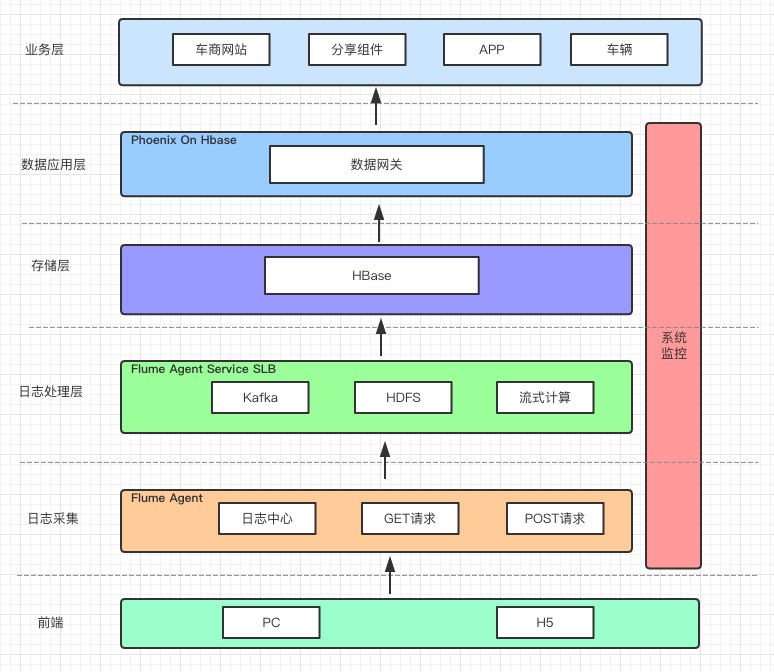 业务层
车商网站
分享组件
APP
车辆
数据应用层
Phoenix On Hbase
数据网关
存储层
HBase
系统
监控
日志处理层
Flume Agent Service SLB
Kafka
HDFS
流式计算
日志采集
Flume Agent
日志中心
GET请求
POST请求
前端
PC
H5